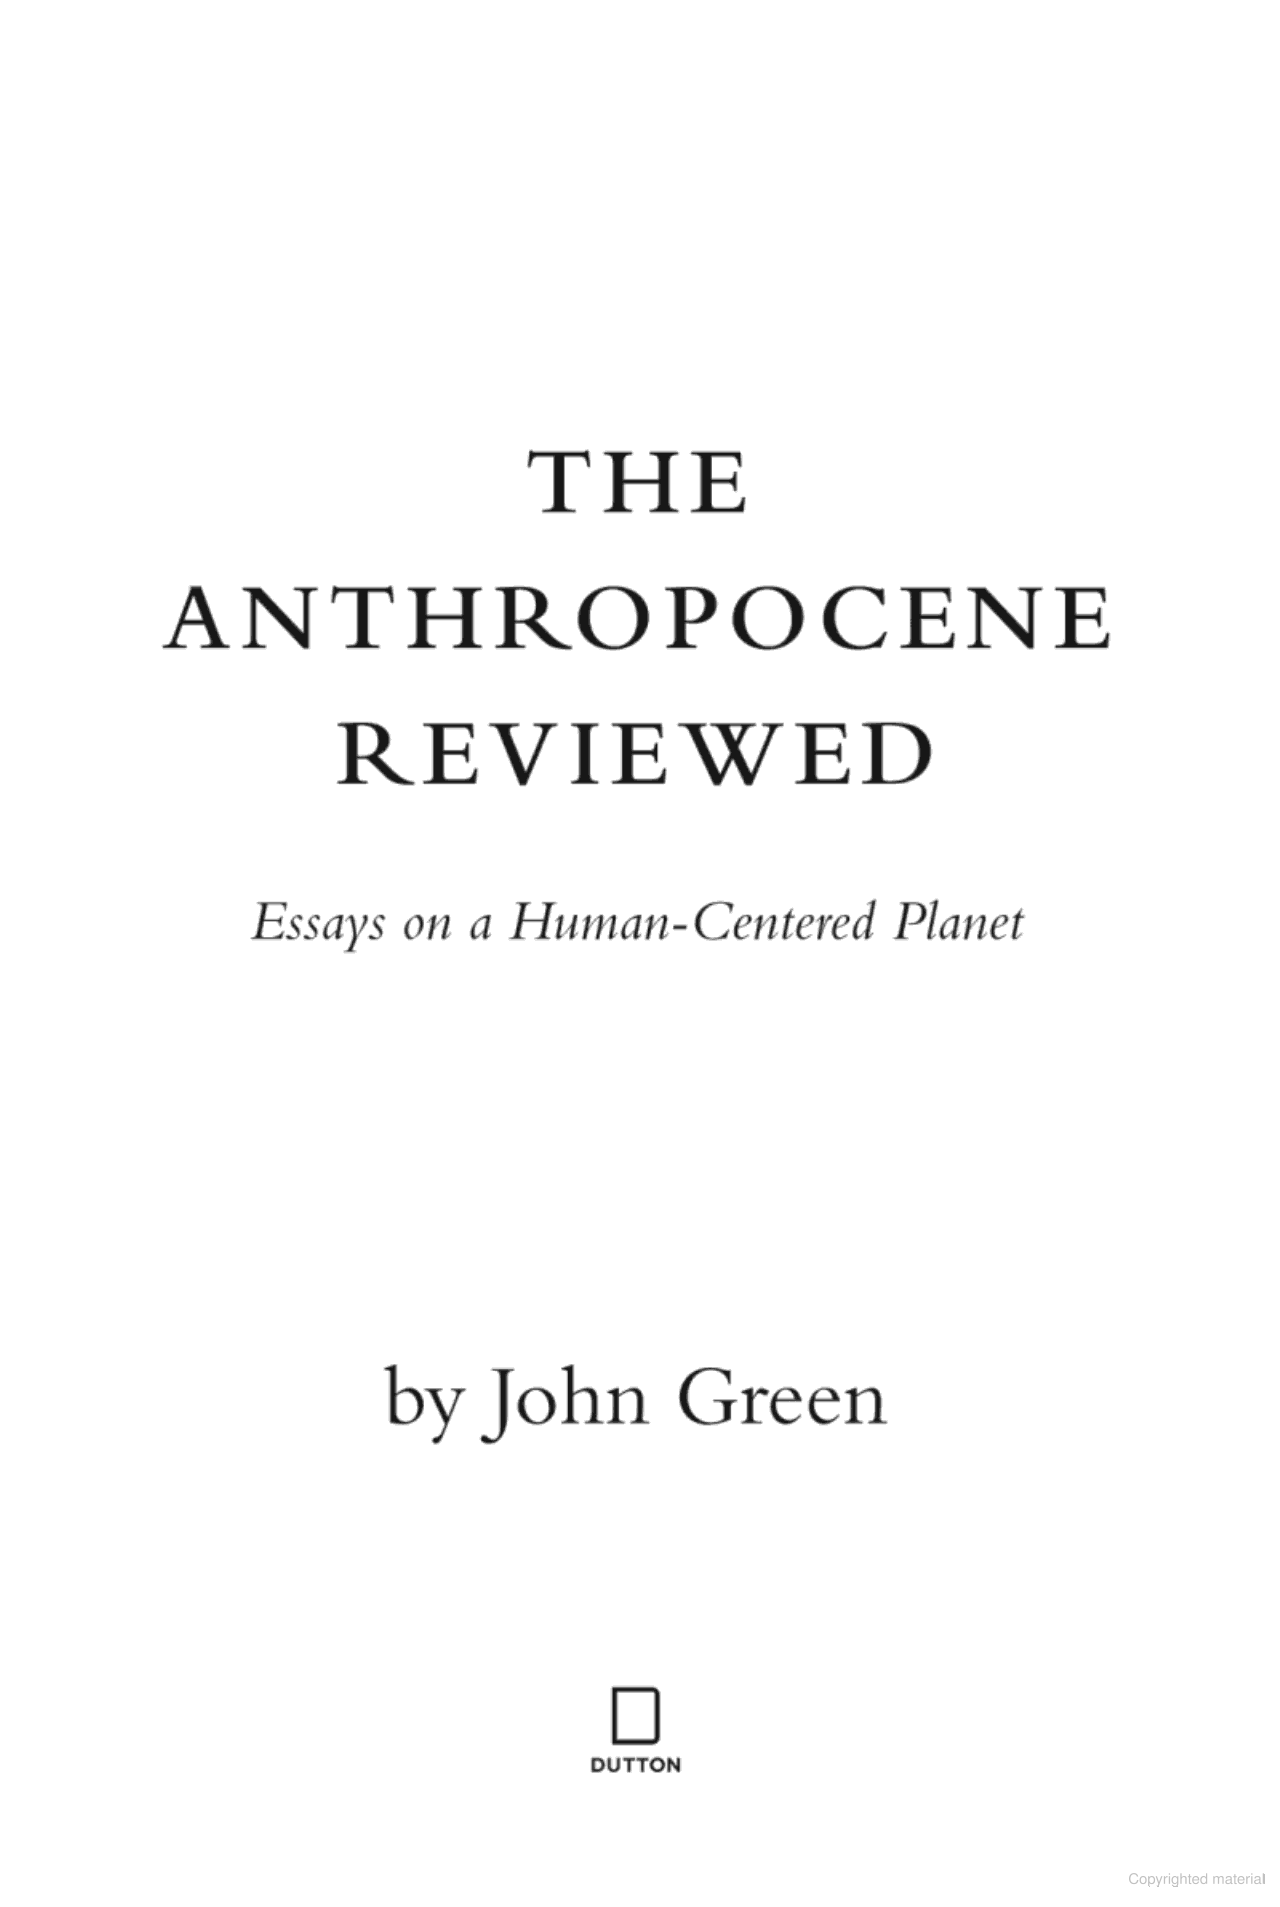 THE
ANTHROPOCENE
REVIEWED
Essays on a Human-Centered Planet
by John Green
DUTTON
Copyrighted material